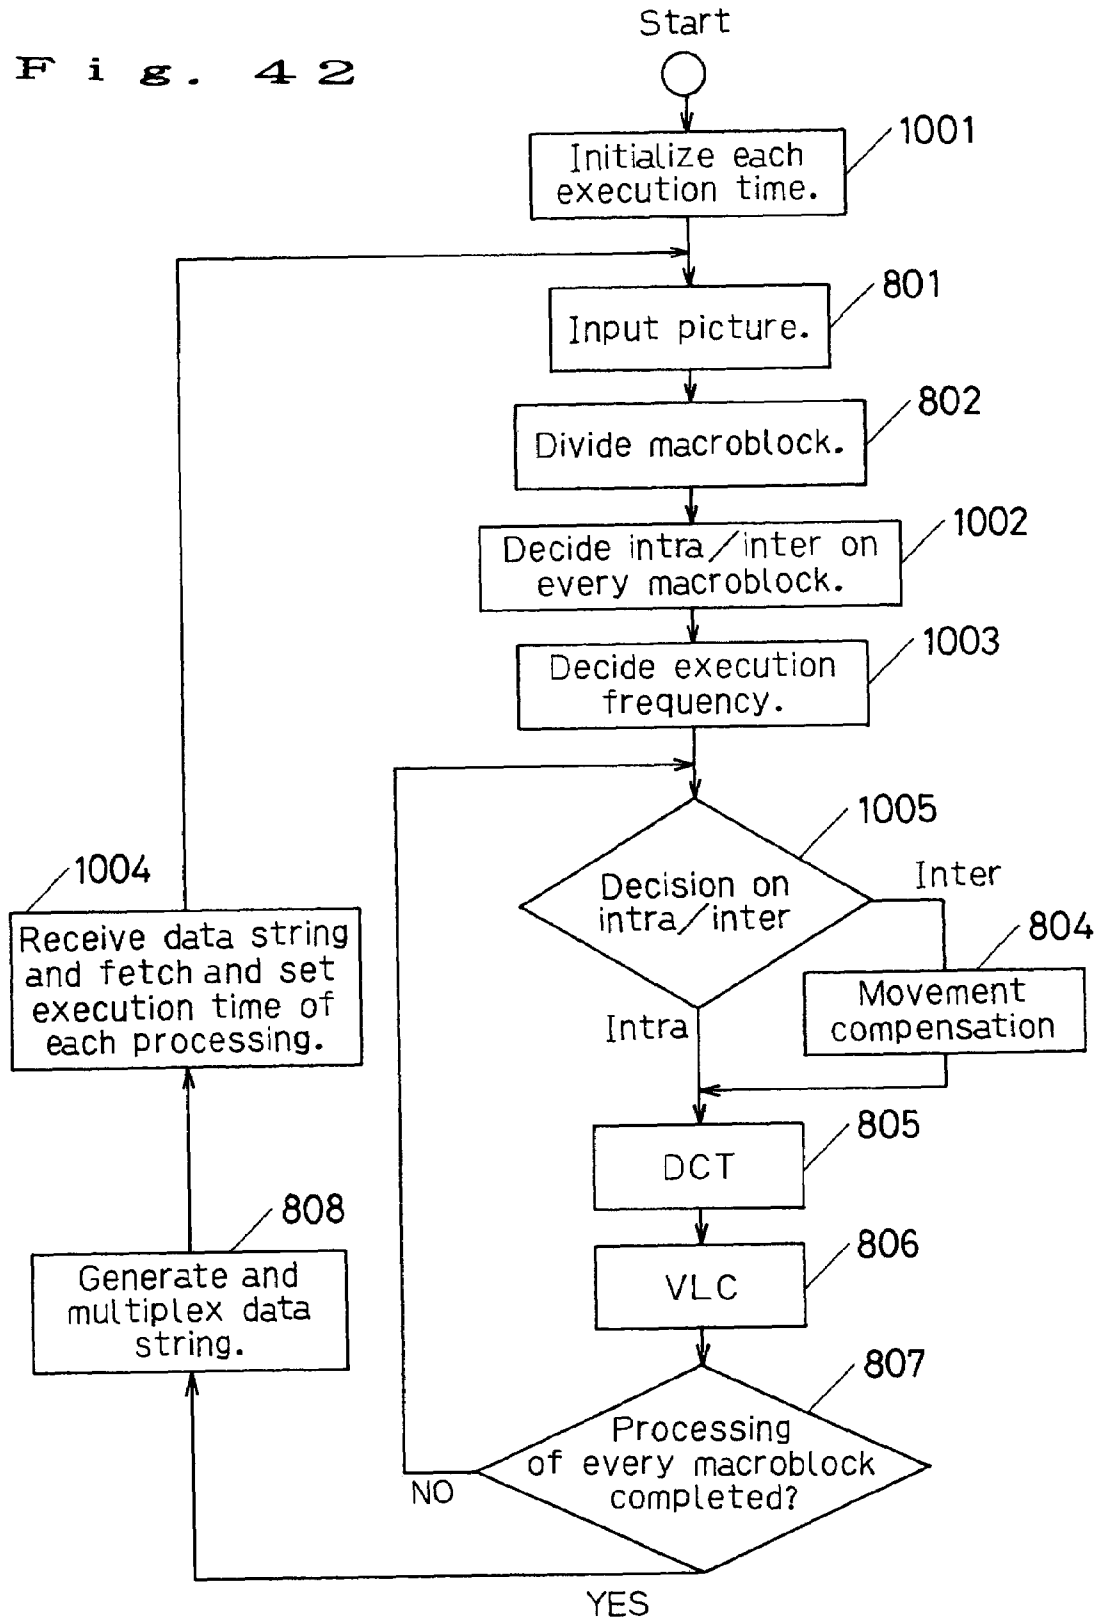 Fig. 42
Start
1001
Initialize each
execution time.
801
Input picture.
802
Divide macroblock.
1002
Decide intra/inter on
every macroblock.
1003
Decide execution
frequency.
1005
Decision on
intra/inter
Inter
Intra
804
Movement
compensation
1004
Receive data string
and fetch and set
execution time of
each processing.
805
DCT
806
VLC
808
Generate and
multiplex data
string.
807
Processing
of every macroblock
completed?
NO
YES